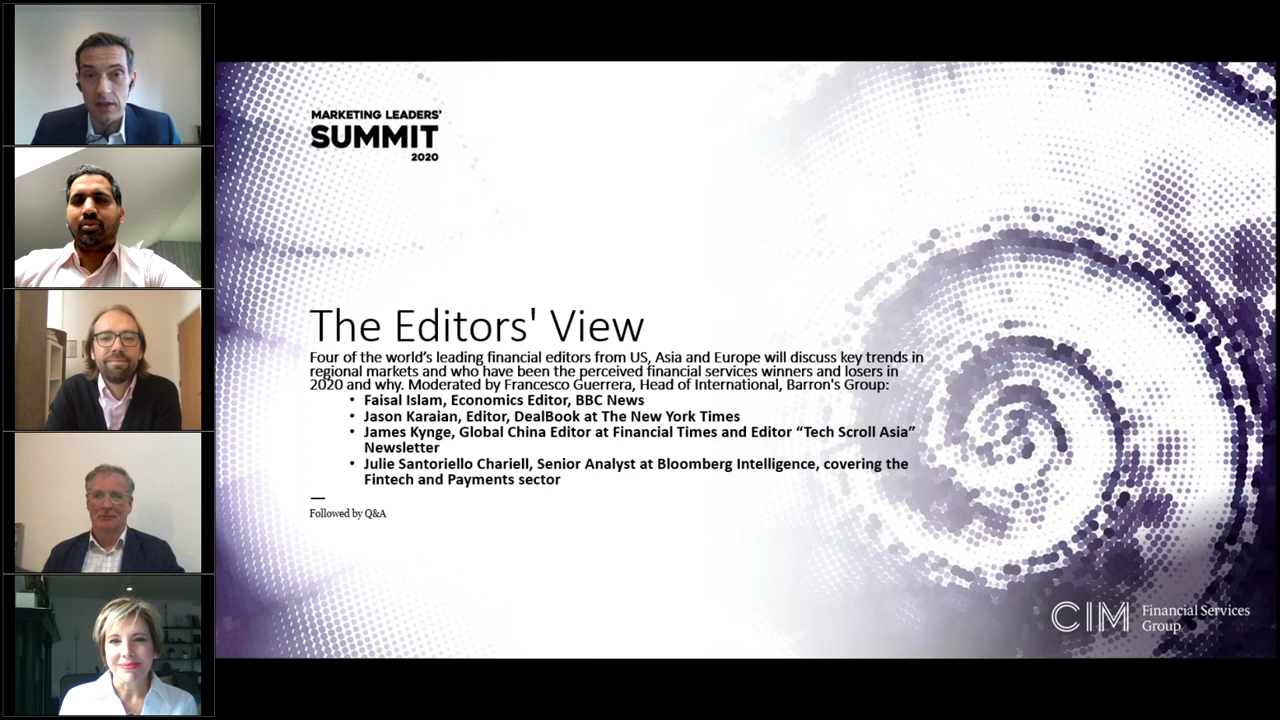 MARKETING LEADERS'
SUMMIT
2020
The Editors' View
Four of the world's leading financial editors from US, Asia and Europe will discuss key trends in
regional markets and who have been the perceived financial services winners and losers in
2020 and why. Moderated by Francesco Guerrera, Head of International, Barron's Group:
• Faisal Islam, Economics Editor, BBC News
• Jason Karaian, Editor, DealBook at The New York Times
• James Kynge, Global China Editor at Financial Times and Editor “Tech Scroll Asia”
Newsletter
• Julie Santoriello Chariell, Senior Analyst at Bloomberg Intelligence, covering the
Fintech and Payments sector
Followed by Q&A
CIM Financial Services
Group